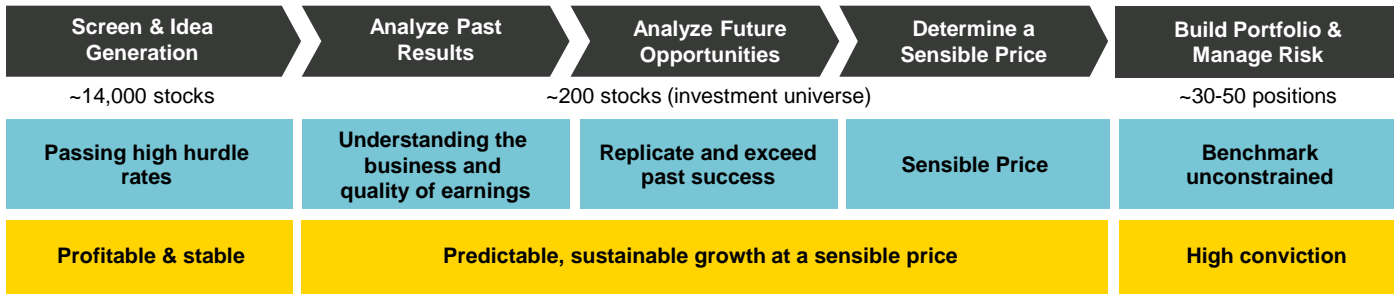 Screen & Idea
Generation
Analyze Past
Results
Analyze Future
Opportunities
Determine a
Sensible Price
Build Portfolio &
Manage Risk
~14,000 stocks
~200 stocks (investment universe)
~30-50 positions
Passing high hurdle
rates
Understanding the
business and
quality of earnings
Replicate and exceed
past success
Sensible Price
Benchmark
unconstrained
Profitable & stable
Predictable, sustainable growth at a sensible price
High conviction